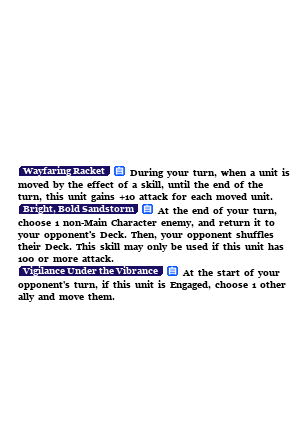 Wayfaring Racket During your turn, when a unit is
moved by the effect of a skill, until the end of the
turn, this unit gains +10 attack for each moved unit.
Bright, Bold Sandstorm At the end of your turn,
choose 1 non-Main Character enemy, and return it to
your opponent's Deck. Then, your opponent shuffles
their Deck. This skill may only be used if this unit has
100 or more attack.
Vigilance Under the Vibrance At the start of your
opponent's turn, if this unit is Engaged, choose 1 other
ally and move them.